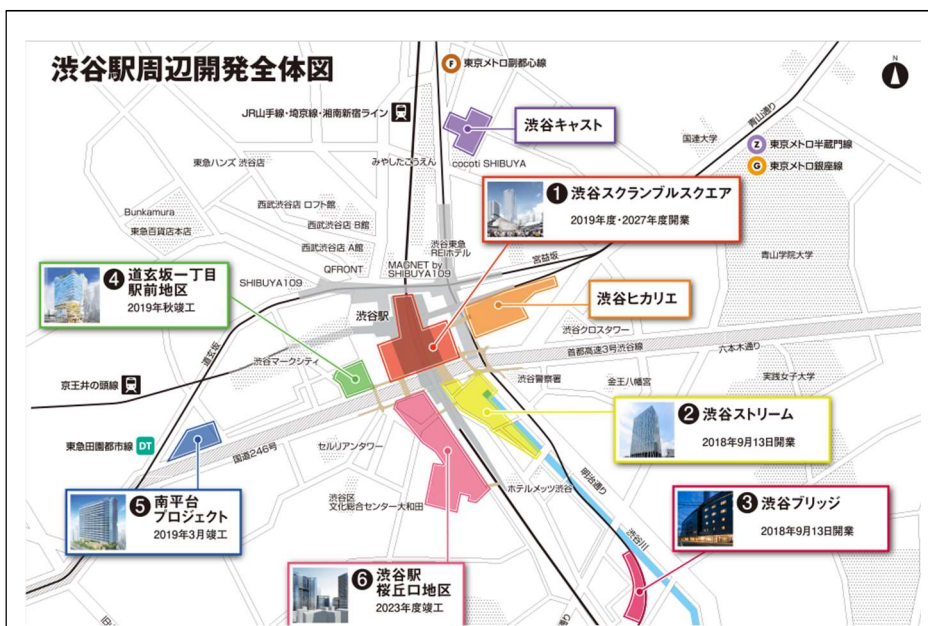 渋谷駅周辺開発全体図
F 東京メトロ副都心線
N
JR山手線・埼京線・湘南新宿ライン
渋谷キャスト
青山通り
国連大学
Z 東京メトロ半蔵門線
G 東京メトロ銀座線
東急ハンズ 渋谷店
みやしたこうえん
cocoti SHIBUYA
1 渋谷スクランブルスクエア
2019年度・2027年度開業
西武渋谷店 ロフト館
Bunkamura
東急百貨店本店
西武渋谷店 B館
西武渋谷店 A館
渋谷東急
REIホテル
宮益坂
青山学院大学
MAGNET by
SHIBUYA109
QFRONT
SHIBUYA109
4 道玄坂一丁目
駅前地区
2019年秋竣工
渋谷駅
渋谷ヒカリエ
渋谷クロスタワー
首都高速3号渋谷線
六本木通り
道玄坂
渋谷マークシティ
京王井の頭線
渋谷警察署
金王八幡宮
実践女子大学
2 渋谷ストリーム
2018年9月13日開業
東急田園都市線 DT
国道246号
セルリアンタワー
明治通り
ホテルメッツ渋谷
渋谷区
文化総合センター大和田
5 南平台
プロジェクト
2019年3月竣工
3 渋谷ブリッジ
2018年9月13日開業
渋谷川
6 渋谷駅
桜丘口地区
2023年度竣工